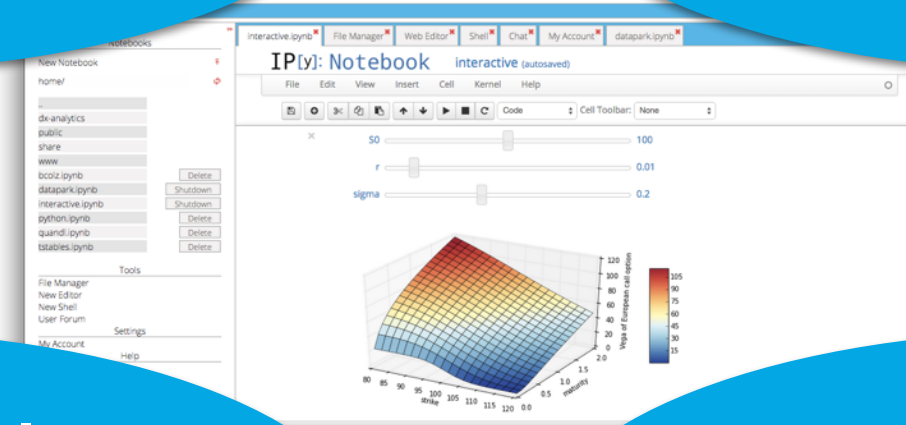 Notebooks
New Notebook
home/
..
dx-analytics
public
share
www
bcolz.ipynb Delete
datapark.ipynb Shutdown
interactive.ipynb Shutdown
python.ipynb Delete
quandl.ipynb Delete
tstables.ipynb Delete
Tools
File Manager
New Editor
New Shell
User Forum
Settings
My Account
Help
interactive.ipynb File Manager Web Editor Shell Chat My Account datapark.ipynb
IP[y]: Notebook interactive (autosaved)
File Edit View Insert Cell Kernel Help
Code Cell Toolbar: None
S0 100
r 0.01
sigma 0.2
120
100
80
60
40
20
0
Vega of European call option
2.0
1.5
1.0
0.5
0.0
maturity
80 85 90 95 100 105 110 115 120
strike
105
90
75
60
45
30
15